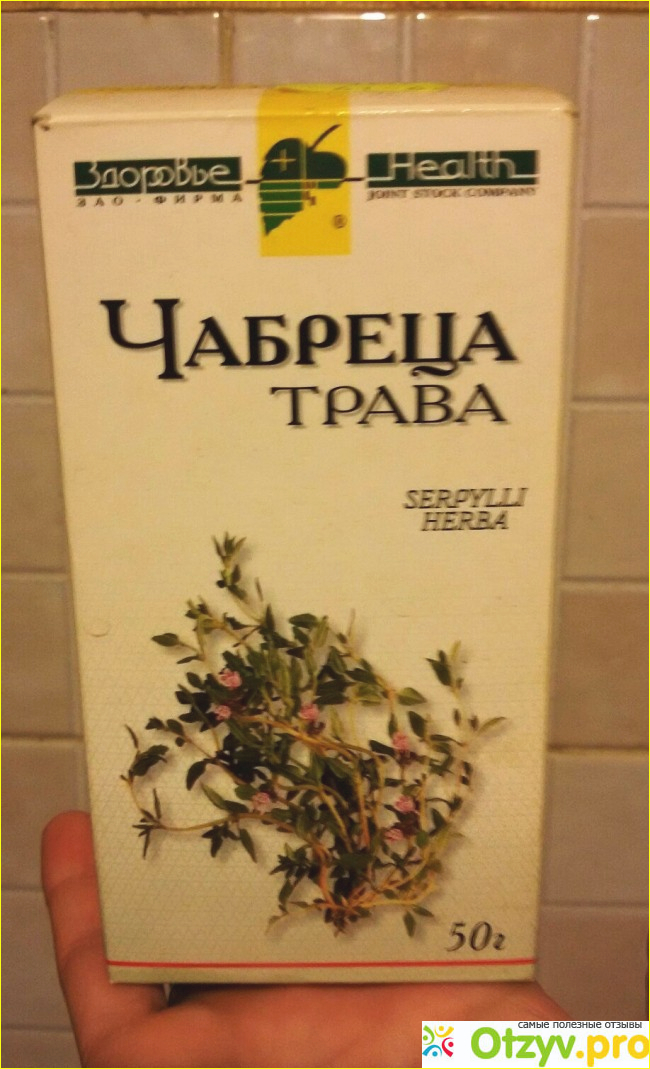 Здоровье
ЗАО · ФИРМА
Health
JOINT STOCK COMPANY
®
ЧАБРЕЦА
ТРАВА
SERPYLLI
HERBA
50г
самые полезные отзывы
Otzyv.pro